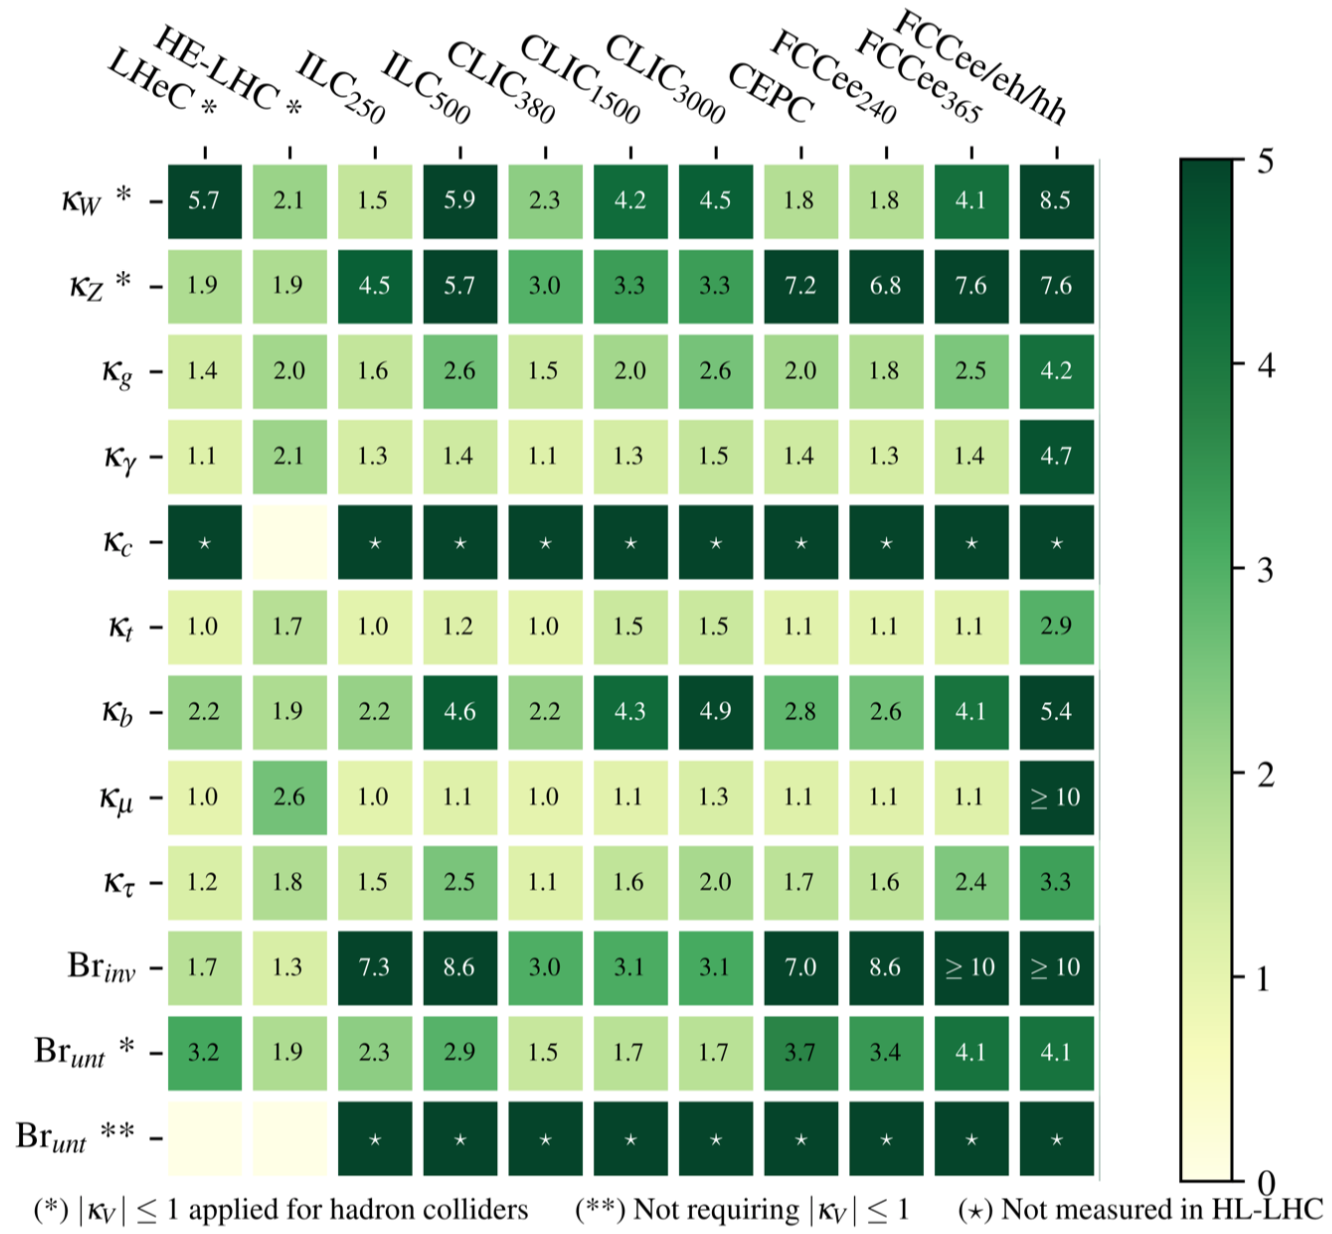 LHeC *
HE-LHC *
ILC250
ILC500
CLIC380
CLIC1500
CLIC3000
CEPC
FCCee240
FCCee365
FCCee/eh/hh
κW * 5.7 2.1 1.5 5.9 2.3 4.2 4.5 1.8 1.8 4.1 8.5
κZ * 1.9 1.9 4.5 5.7 3.0 3.3 3.3 7.2 6.8 7.6 7.6
κg 1.4 2.0 1.6 2.6 1.5 2.0 2.6 2.0 1.8 2.5 4.2
κγ 1.1 2.1 1.3 1.4 1.1 1.3 1.5 1.4 1.3 1.4 4.7
κc ⋆ ⋆ ⋆ ⋆ ⋆ ⋆ ⋆ ⋆ ⋆ ⋆
κt 1.0 1.7 1.0 1.2 1.0 1.5 1.5 1.1 1.1 1.1 2.9
κb 2.2 1.9 2.2 4.6 2.2 4.3 4.9 2.8 2.6 4.1 5.4
κμ 1.0 2.6 1.0 1.1 1.0 1.1 1.3 1.1 1.1 1.1 ≥ 10
κτ 1.2 1.8 1.5 2.5 1.1 1.6 2.0 1.7 1.6 2.4 3.3
Brinv 1.7 1.3 7.3 8.6 3.0 3.1 3.1 7.0 8.6 ≥ 10 ≥ 10
Brunt * 3.2 1.9 2.3 2.9 1.5 1.7 1.7 3.7 3.4 4.1 4.1
Brunt ** ⋆ ⋆ ⋆ ⋆ ⋆ ⋆ ⋆ ⋆ ⋆
5
4
3
2
1
0
(*) |κV| ≤ 1 applied for hadron colliders (**) Not requiring |κV| ≤ 1 (⋆) Not measured in HL-LHC